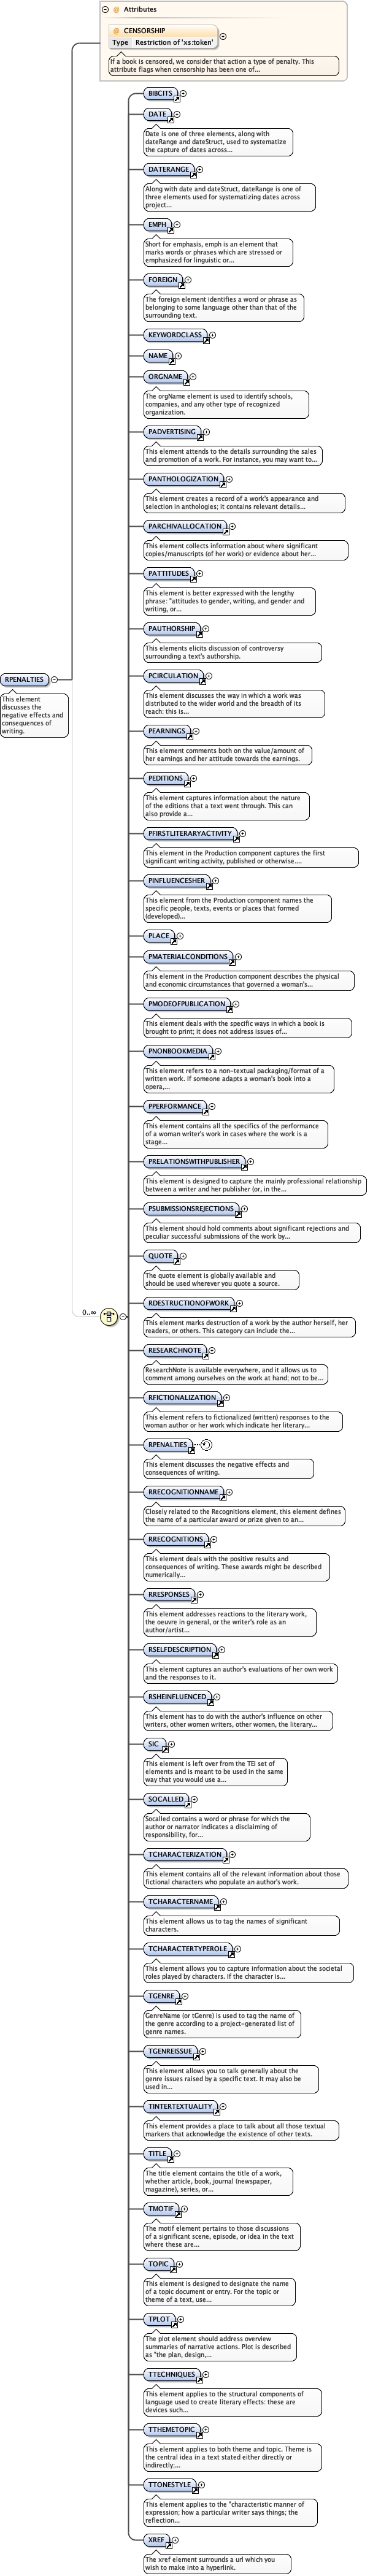 Attributes
CENSORSHIP
Type Restriction of 'xs:token'
If a book is censored, we consider that action a type of penalty. This
attribute flags when censorship has been one of...
BIBCITS
DATE
Date is one of three elements, along with
dateRange and dateStruct, used to systematize
the capture of dates across...
DATERANGE
Along with date and dateStruct, dateRange is one of
three elements used for systematizing dates across
project...
EMPH
Short for emphasis, emph is an element that
marks words or phrases which are stressed or
emphasized for linguistic or...
FOREIGN
The foreign element identifies a word or phrase as
belonging to some language other than that of the
surrounding text.
KEYWORDCLASS
NAME
ORGNAME
The orgName element is used to identify schools,
companies, and any other type of recognized
organization.
PADVERTISING
This element attends to the details surrounding the sales
and promotion of a work. For instance, you may want to...
PANTHOLOGIZATION
This element creates a record of a work's appearance and
selection in anthologies; it contains relevant details...
PARCHIVALLOCATION
This element collects information about where significant
copies/manuscripts (of her work) or evidence about her...
PATTITUDES
This element is better expressed with the lengthy
phrase: "attitudes to gender, writing, and gender and
writing, or...
PAUTHORSHIP
This elements elicits discussion of controversy
surrounding a text's authorship.
RPENALTIES
This element
discusses the
negative effects and
consequences of
writing.
PCIRCULATION
This element discusses the way in which a work was
distributed to the wider world and the breadth of its
reach: this is...
PEARNINGS
This element comments both on the value/amount of
her earnings and her attitude towards the earnings.
PEDITIONS
This element captures information about the nature
of the editions that a text went through. This can
also provide a...
PFIRSTLITERARYACTIVITY
This element in the Production component captures the first
significant writing activity, published or otherwise....
PINFLUENCESHER
This element from the Production component names the
specific people, texts, events or places that formed
(developed)...
PLACE
PMATERIALCONDITIONS
This element in the Production component describes the physical
and economic circumstances that governed a woman's...
PMODEOFPUBLICATION
This element deals with the specific ways in which a book is
brought to print; it does not address issues of...
PNONBOOKMEDIA
This element refers to a non-textual packaging/format of a
written work. If someone adapts a woman's book into a
opera,...
PPERFORMANCE
This element contains all the specifics of the performance
of a woman writer's work in cases where the work is a
stage...
PRELATIONSWITHPUBLISHER
This element is designed to capture the mainly professional relationship
between a writer and her publisher (or, in the...
PSUBMISSIONSREJECTIONS
This element should hold comments about significant rejections and
peculiar successful submissions of the work by...
QUOTE
The quote element is globally available and
should be used wherever you quote a source.
RDESTRUCTIONOFWORK
0..∞
This element marks destruction of a work by the author herself, her
readers, or others. This category can include the...
RESEARCHNOTE
ResearchNote is available everywhere, and it allows us to
comment among ourselves on the work at hand; not to be...
RFICTIONALIZATION
This element refers to fictionalized (written) responses to the
woman author or her work which indicate her literary...
RPENALTIES
This element discusses the negative effects and
consequences of writing.
RRECOGNITIONNAME
Closely related to the Recognitions element, this element defines
the name of a particular award or prize given to an...
RRECOGNITIONS
This element deals with the positive results and
consequences of writing. These awards might be described
numerically...
RRESPONSES
This element addresses reactions to the literary work,
the oeuvre in general, or the writer's role as an
author/artist...
RSELFDESCRIPTION
This element captures an author's evaluations of her own work
and the responses to it.
RSHEINFLUENCED
This element has to do with the author's influence on other
writers, other women writers, other women, the literary...
SIC
This element is left over from the TEI set of
elements and is meant to be used in the same
way that you would use a...
SOCALLED
Socalled contains a word or phrase for which the
author or narrator indicates a disclaiming of
responsibility, for...
TCHARACTERIZATION
This element contains all of the relevant information about those
fictional characters who populate an author's work.
TCHARACTERNAME
This element allows us to tag the names of significant
characters.
TCHARACTERTYPEROLE
This element allows you to capture information about the societal
roles played by characters. If the character is...
TGENRE
GenreName (or tGenre) is used to tag the name of
the genre according to a project-generated list of
genre names.
TGENREISSUE
This element allows you to talk generally about the
genre issues raised by a specific text. It may also be
used in...
TINTERTEXTUALITY
This element provides a place to talk about all those textual
markers that acknowledge the existence of other texts.
TITLE
The title element contains the title of a work,
whether article, book, journal (newspaper,
magazine), series, or...
TMOTIF
The motif element pertains to those discussions
of a significant scene, episode, or idea in the text
where these are...
TOPIC
This element is designed to designate the name
of a topic document or entry. For the topic or
theme of a text, use...
TPLOT
The plot element should address overview
summaries of narrative actions. Plot is described
as "the plan, design,...
TTECHNIQUES
This element applies to the structural components of
language used to create literary effects: these are
devices such...
TTHEMETOPIC
This element applies to both theme and topic. Theme is
the central idea in a text stated either directly or
indirectly;...
TTONESTYLE
This element applies to the "characteristic manner of
expression; how a particular writer says things; the
reflection...
XREF
The xref element surrounds a url which you
wish to make into a hyperlink.